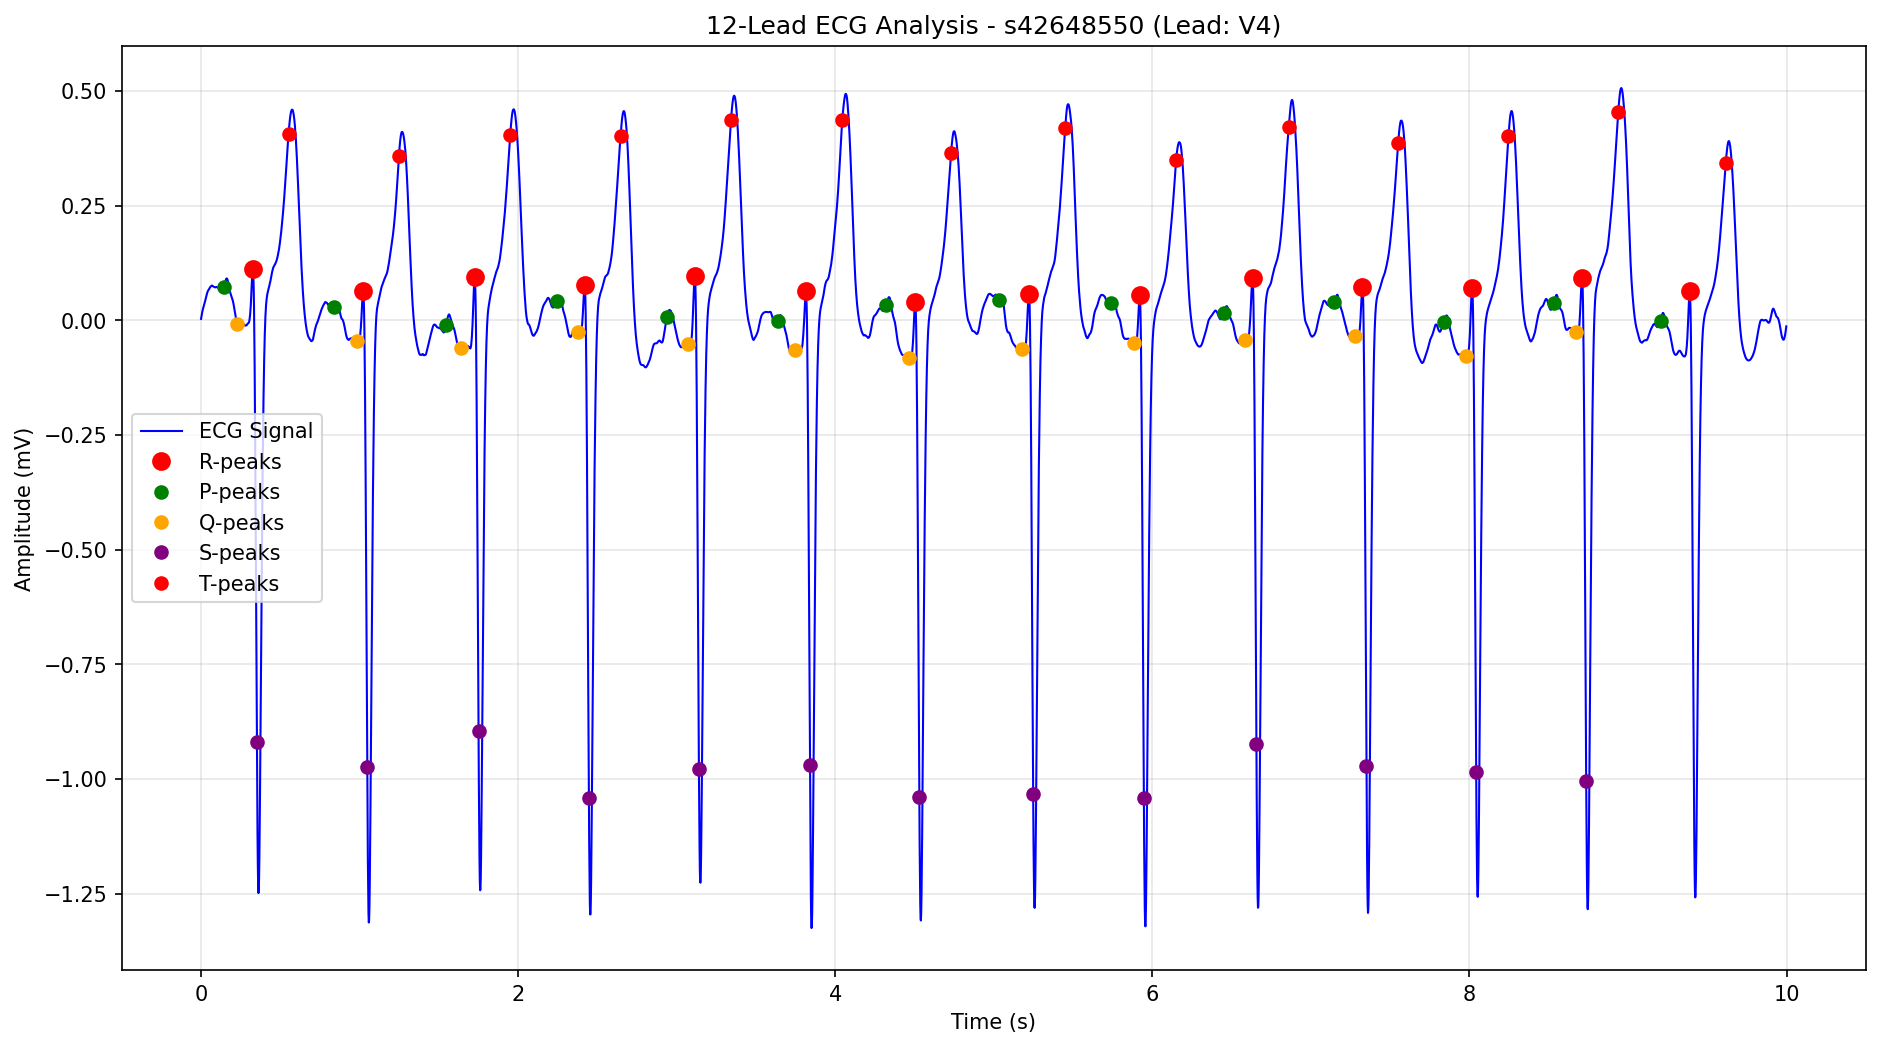 12-Lead ECG Analysis - s42648550 (Lead: V4)
0.50
0.25
0.00
−0.25
−0.50
−0.75
−1.00
−1.25
Amplitude (mV)
ECG Signal
R-peaks
P-peaks
Q-peaks
S-peaks
T-peaks
0 2 4 6 8 10
Time (s)